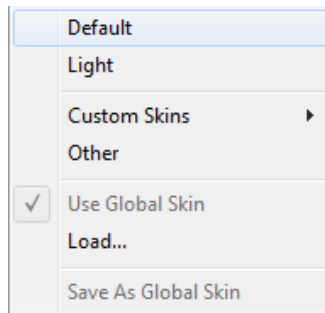 Default
Light
Custom Skins
Other
Use Global Skin
Load...
Save As Global Skin